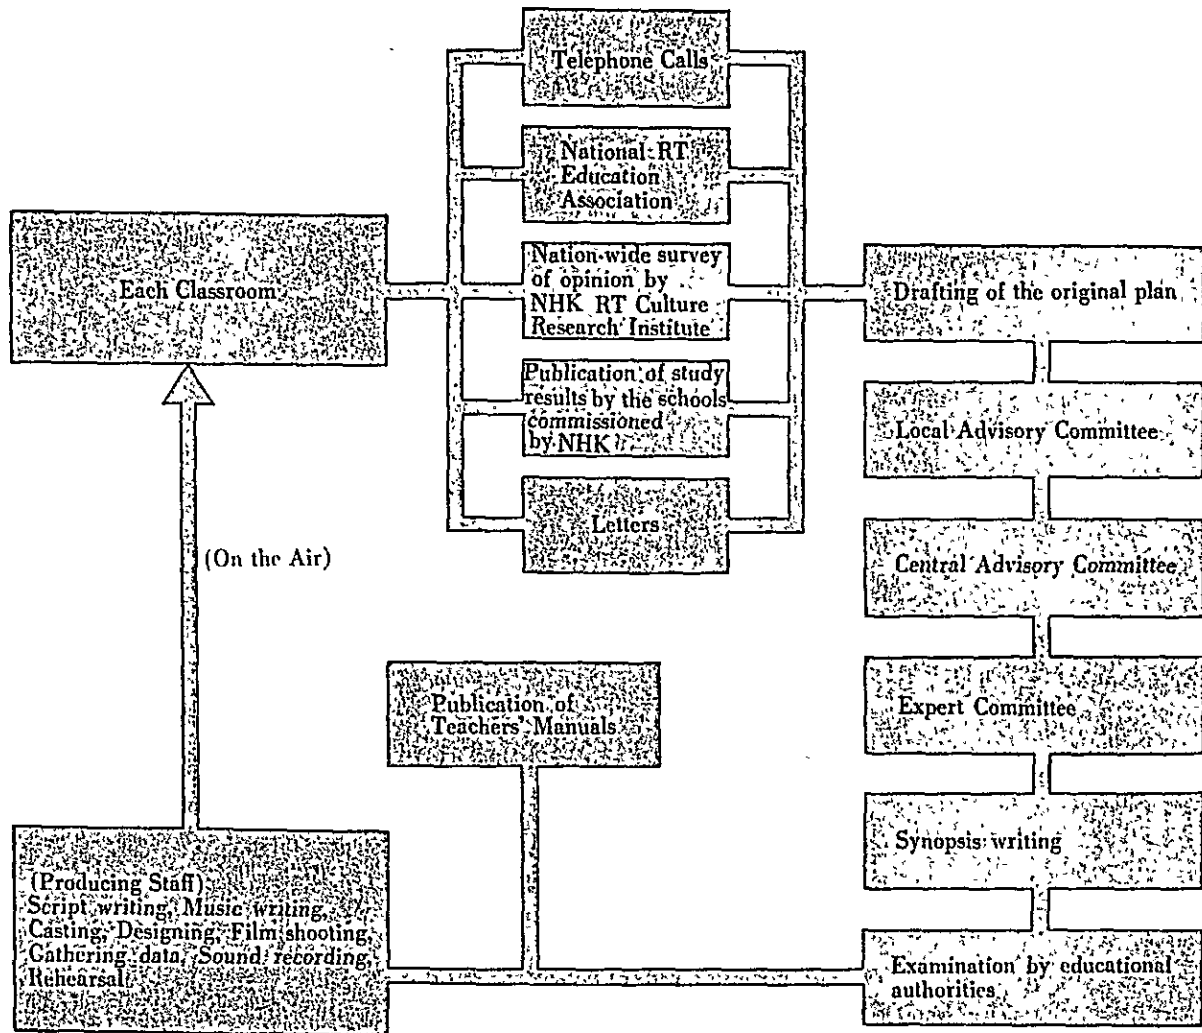 Telephone Calls
National RT
Education
Association
Nation-wide survey
of opinion by
NHK RT Culture
Research Institute
Publication of study
results by the schools
commissioned
by NHK
Letters
Each Classroom
Drafting of the original plan
Local Advisory Committee
Central Advisory Committee
Expert Committee
Synopsis writing
Examination by educational
authorities
Publication of
Teachers' Manuals
(Producing Staff)
Script writing, Music writing,
Casting, Designing, Film shooting,
Gathering data, Sound recording,
Rehearsal
(On the Air)